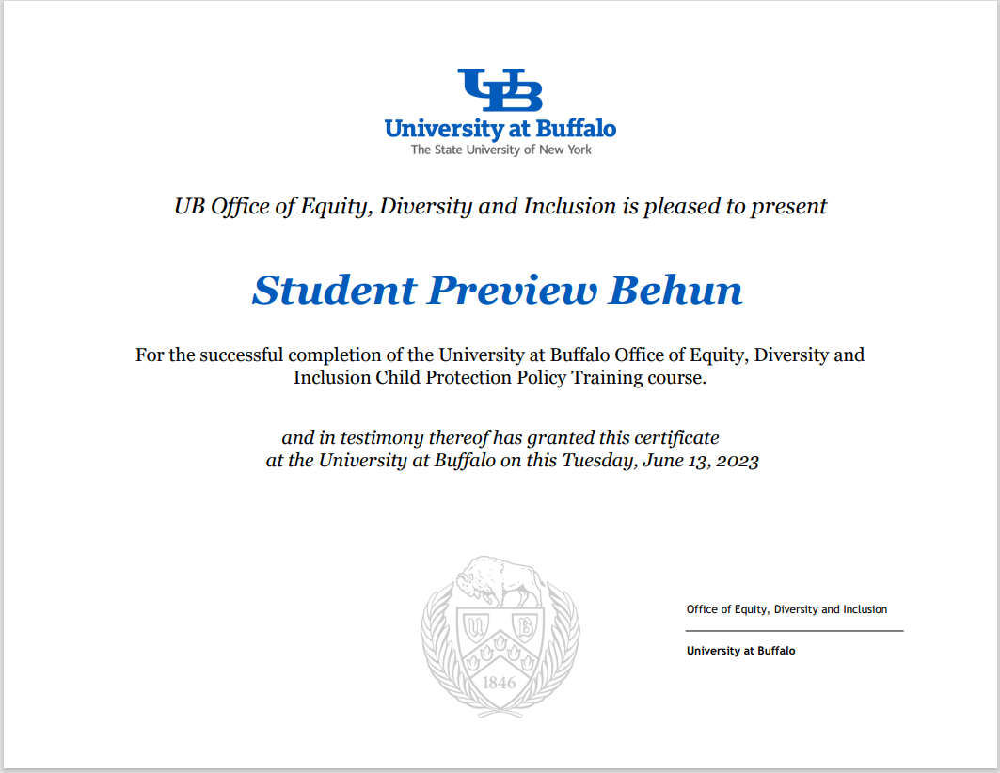 UB
University at Buffalo
The State University of New York
UB Office of Equity, Diversity and Inclusion is pleased to present
Student Preview Behun
For the successful completion of the University at Buffalo Office of Equity, Diversity and
Inclusion Child Protection Policy Training course.
and in testimony thereof has granted this certificate
at the University at Buffalo on this Tuesday, June 13, 2023
U B
1846
Office of Equity, Diversity and Inclusion
University at Buffalo